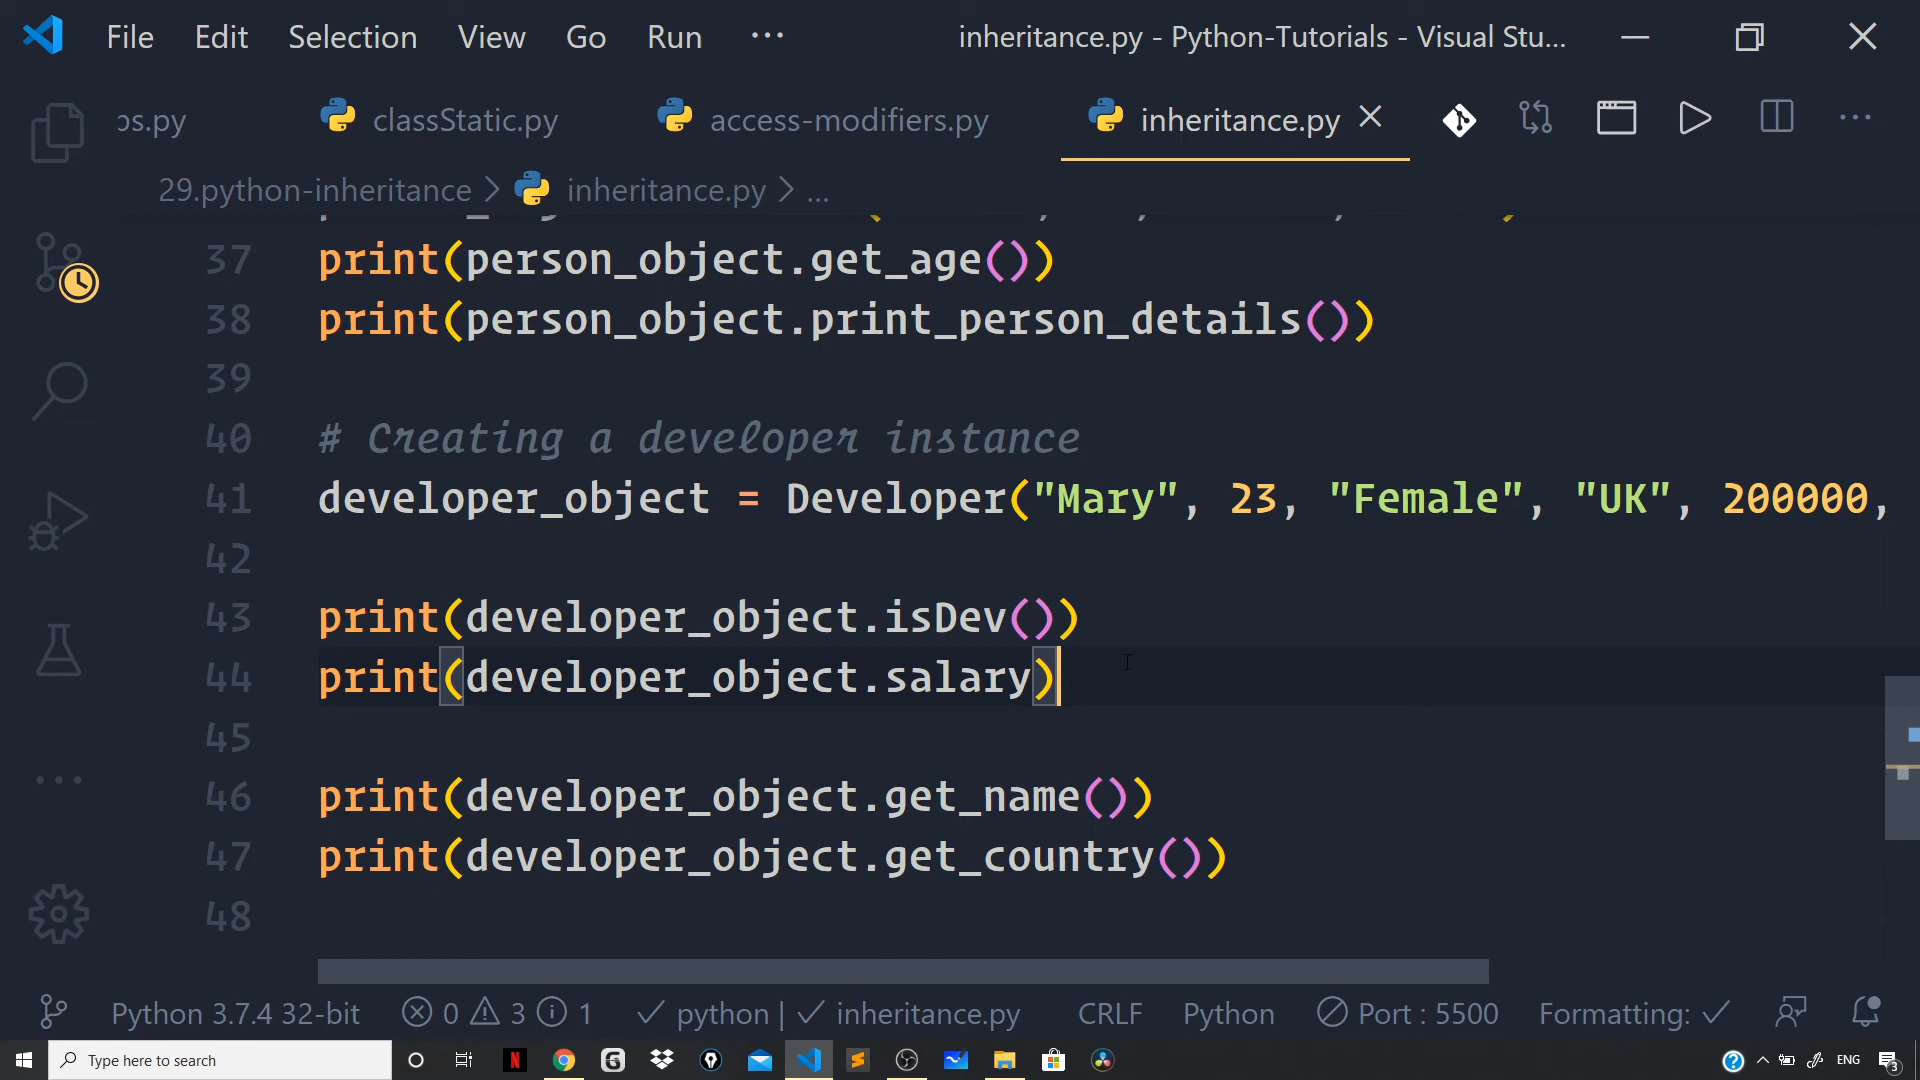 File Edit Selection View Go Run ··· inheritance.py - Python-Tutorials - Visual Stu...
os.py classStatic.py access-modifiers.py inheritance.py
29.python-inheritance > inheritance.py > ...
37 print(person_object.get_age())
38 print(person_object.print_person_details())
39
40 # Creating a developer instance
41 developer_object = Developer("Mary", 23, "Female", "UK", 200000,
42
43 print(developer_object.isDev())
44 print(developer_object.salary)
45
46 print(developer_object.get_name())
47 print(developer_object.get_country())
48
Python 3.7.4 32-bit 0 3 1 ✓ python | ✓ inheritance.py CRLF Python Port : 5500 Formatting: ✓
Type here to search N G ENG 3